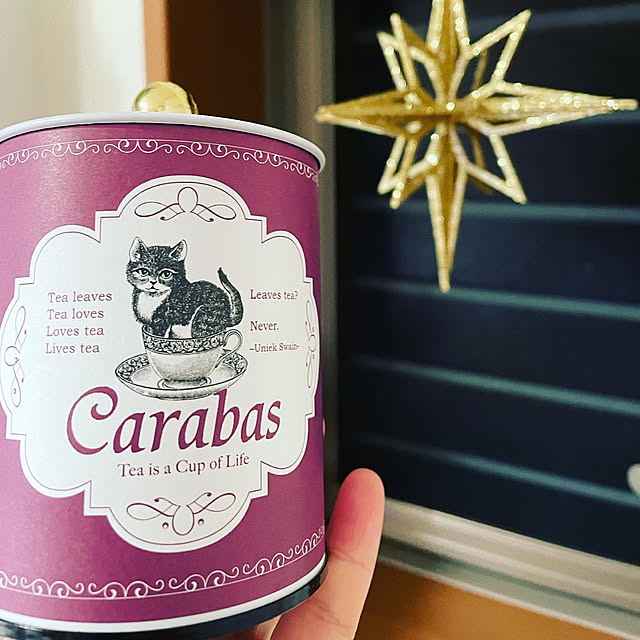 Tea leaves
Tea loves
Loves tea
Lives tea
Leaves tea?
Never.
-Uniek Swain-
Carabas
Tea is a Cup of Life